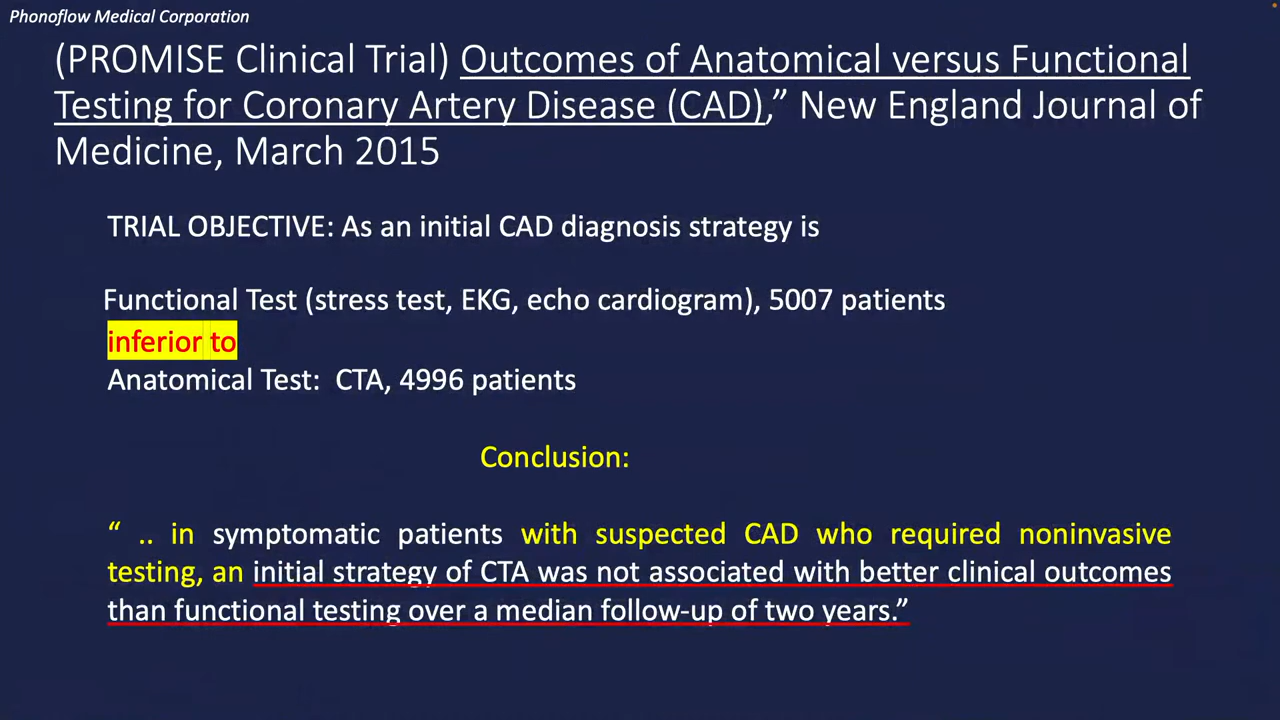 Phonoflow Medical Corporation
(PROMISE Clinical Trial) Outcomes of Anatomical versus Functional
Testing for Coronary Artery Disease (CAD),” New England Journal of
Medicine, March 2015
TRIAL OBJECTIVE: As an initial CAD diagnosis strategy is
Functional Test (stress test, EKG, echo cardiogram), 5007 patients
inferior to
Anatomical Test: CTA, 4996 patients
Conclusion:
“ .. in symptomatic patients with suspected CAD who required noninvasive
testing, an initial strategy of CTA was not associated with better clinical outcomes
than functional testing over a median follow-up of two years.”